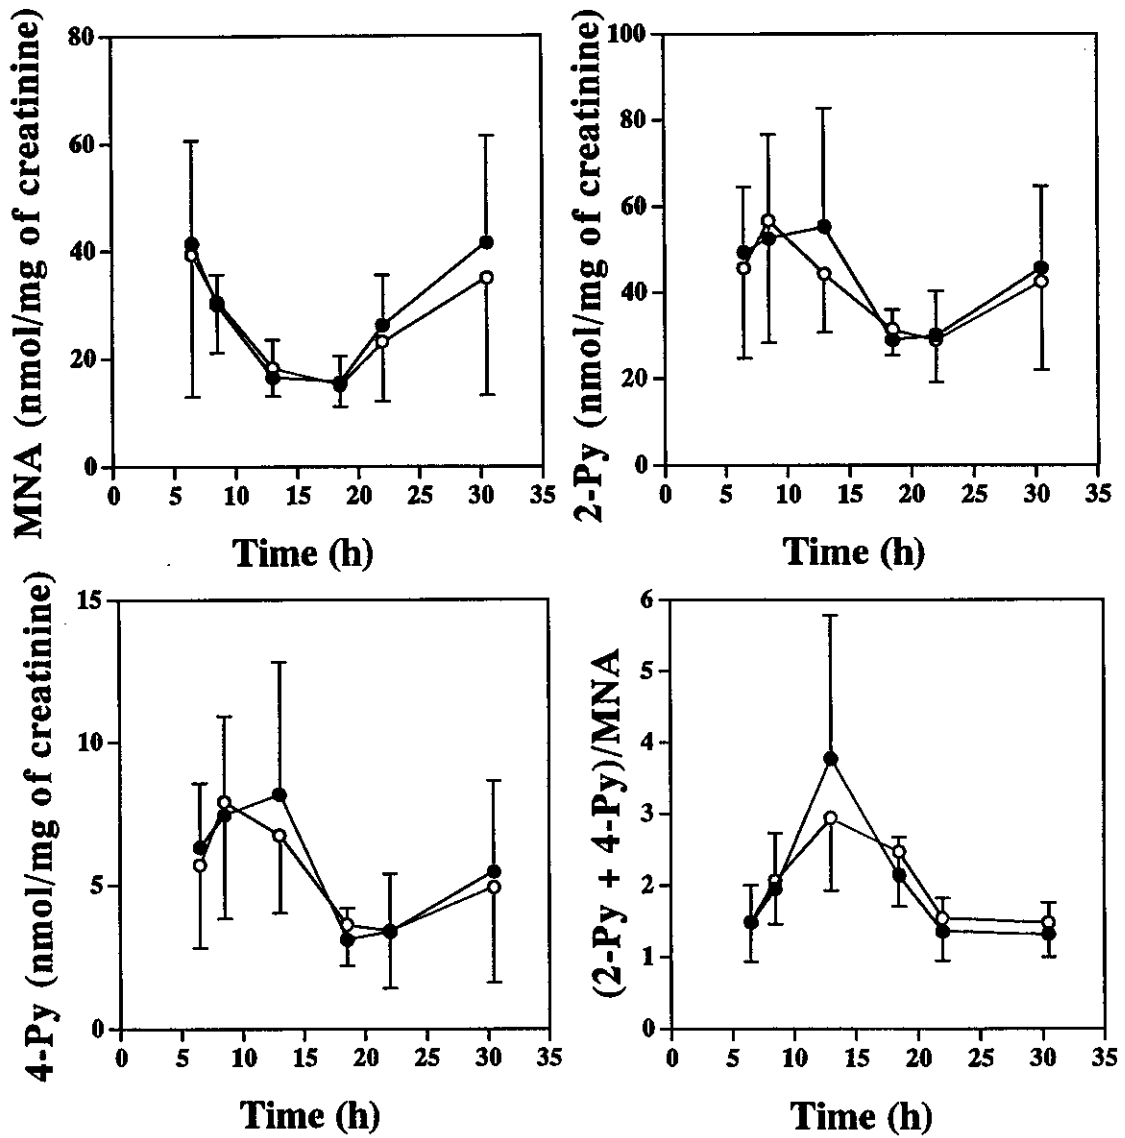 MNA (nmol/mg of creatinine)
80
60
40
20
0
0 5 10 15 20 25 30 35
Time (h)
2-Py (nmol/mg of creatinine)
100
80
60
40
20
0
0 5 10 15 20 25 30 35
Time (h)
4-Py (nmol/mg of creatinine)
15
10
5
0
0 5 10 15 20 25 30 35
Time (h)
(2-Py + 4-Py)/MNA
6
5
4
3
2
1
0
0 5 10 15 20 25 30 35
Time (h)